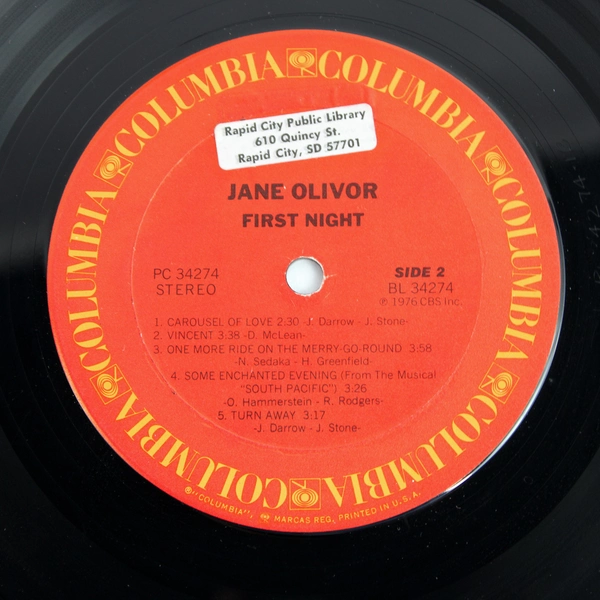 COLUMBIA COLUMBIA COLUMBIA COLUMBIA COLUMBIA COLUMBIA COLUMBIA COLUMBIA
Rapid City Public Library
610 Quincy St.
Rapid City, SD 57701
JANE OLIVOR
FIRST NIGHT
PC 34274
STEREO
SIDE 2
BL 34274
℗ 1976 CBS Inc.
1. CAROUSEL OF LOVE 2:30 -J. Darrow - J. Stone-
2. VINCENT 3:38 -D. McLean-
3. ONE MORE RIDE ON THE MERRY-GO-ROUND 3:58
-N. Sedaka - H. Greenfield-
4. SOME ENCHANTED EVENING (From The Musical
"SOUTH PACIFIC") 3:26
-O. Hammerstein - R. Rodgers-
5. TURN AWAY 3:17
-J. Darrow - J. Stone-
®"COLUMBIA", MARCAS REG. PRINTED IN U.S.A.